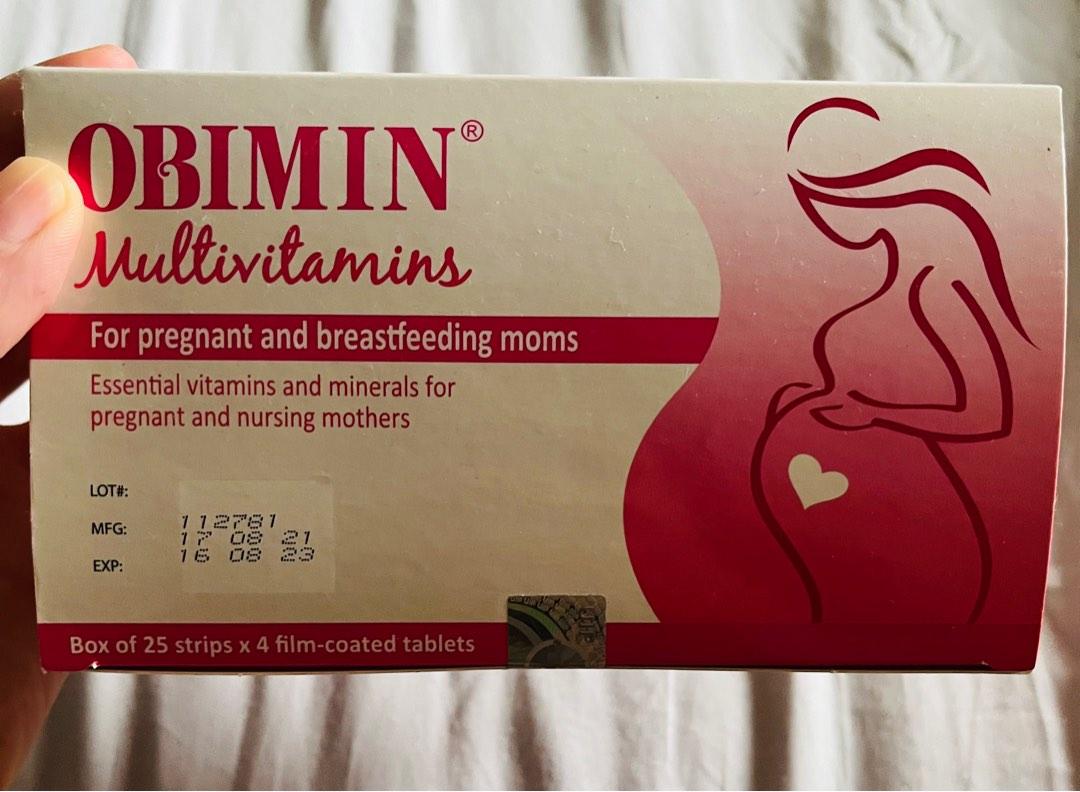 OBIMIN®
Multivitamins
For pregnant and breastfeeding moms
Essential vitamins and minerals for
pregnant and nursing mothers
LOT#:
MFG:
EXP:
112781
17 08 21
16 08 23
Box of 25 strips x 4 film-coated tablets